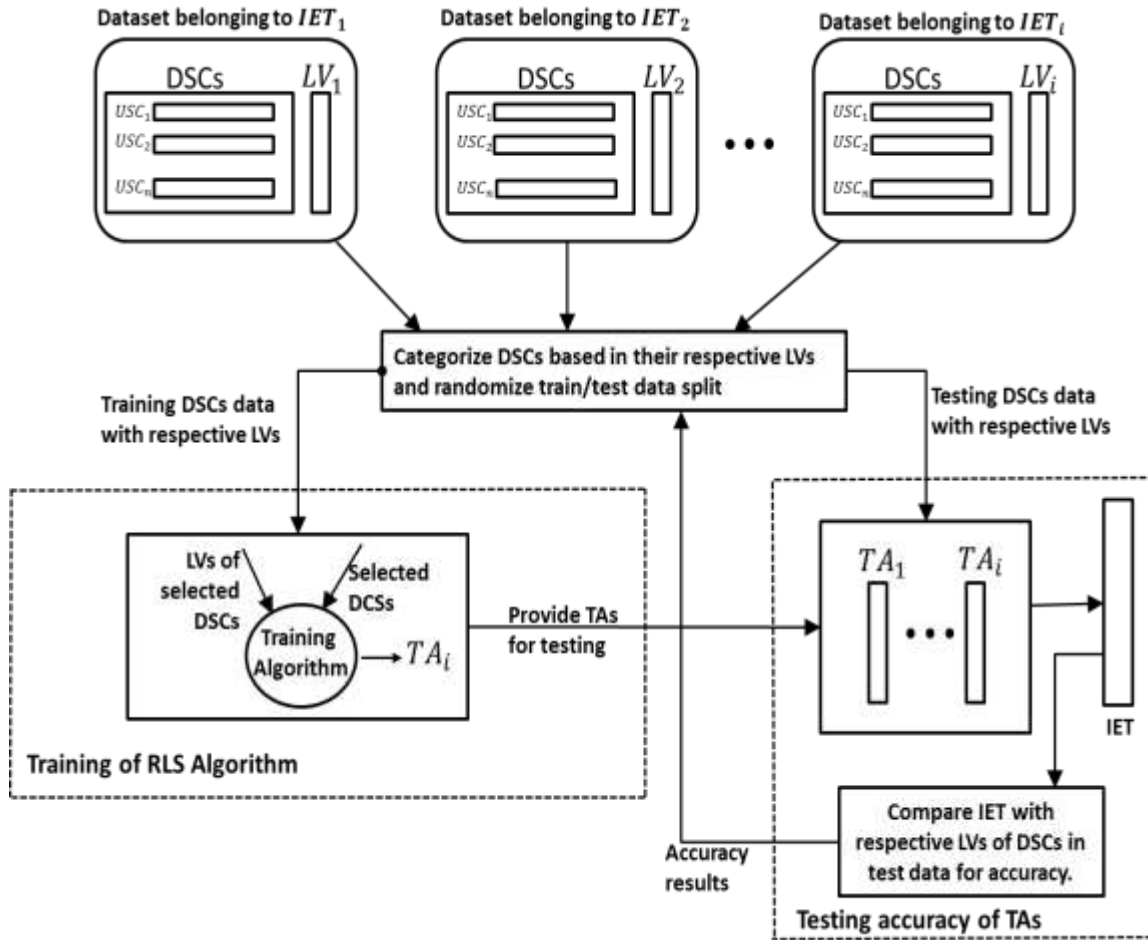 Dataset belonging to IET₁
Dataset belonging to IET₂
Dataset belonging to IETᵢ
DSCs
LV₁
USC₁
USC₂
USCₙ
DSCs
LV₂
USC₁
USC₂
USCₙ
DSCs
LVᵢ
USC₁
USC₂
USCₙ
Categorize DSCs based in their respective LVs
and randomize train/test data split
Training DSCs data
with respective LVs
Testing DSCs data
with respective LVs
LVs of
selected
DSCs
Selected
DCSs
Training
Algorithm
TAᵢ
Training of RLS Algorithm
Provide TAs
for testing
TA₁
TAᵢ
IET
Compare IET with
respective LVs of DSCs in
test data for accuracy.
Accuracy
results
Testing accuracy of TAs